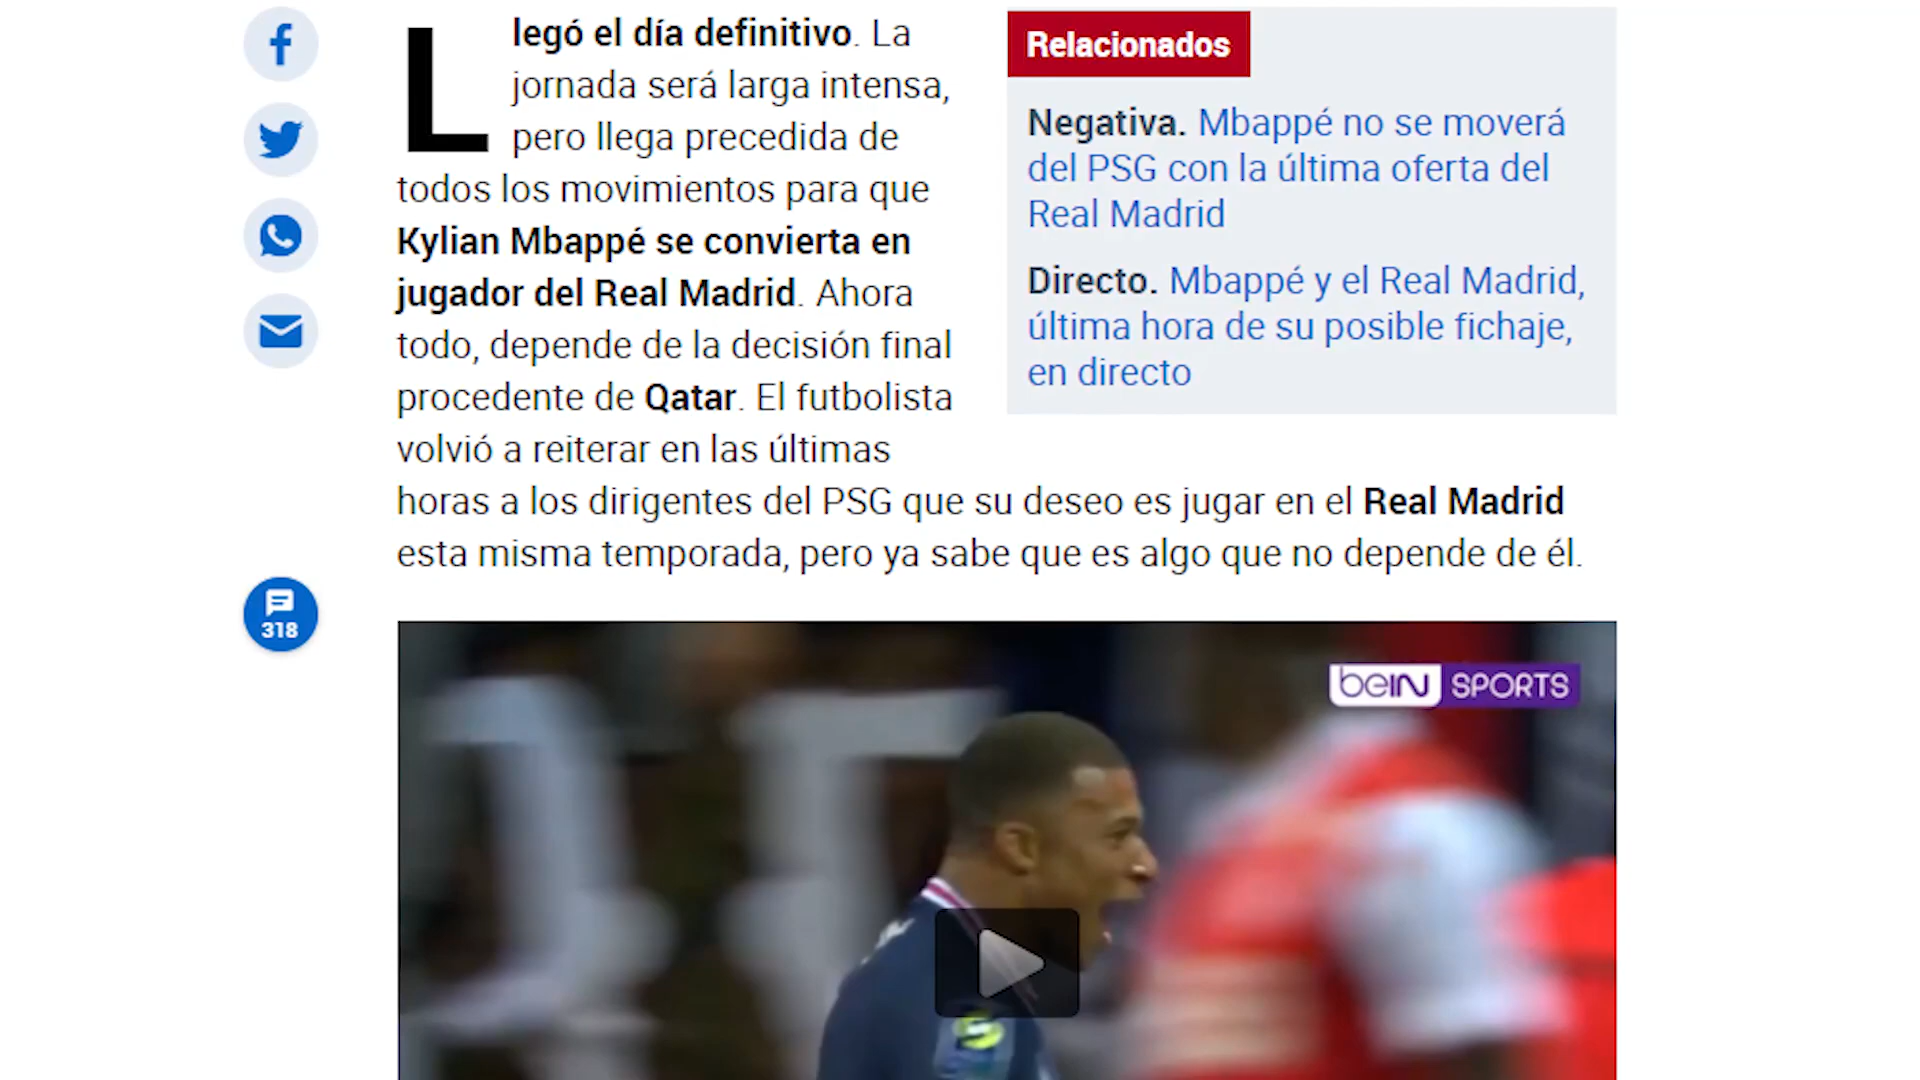 Llegó el día definitivo. La
jornada será larga intensa,
pero llega precedida de
todos los movimientos para que
Kylian Mbappé se convierta en
jugador del Real Madrid. Ahora
todo, depende de la decisión final
procedente de Qatar. El futbolista
volvió a reiterar en las últimas
horas a los dirigentes del PSG que su deseo es jugar en el Real Madrid
esta misma temporada, pero ya sabe que es algo que no depende de él.
Relacionados
Negativa. Mbappé no se moverá
del PSG con la última oferta del
Real Madrid
Directo. Mbappé y el Real Madrid,
última hora de su posible fichaje,
en directo
318
beIN SPORTS